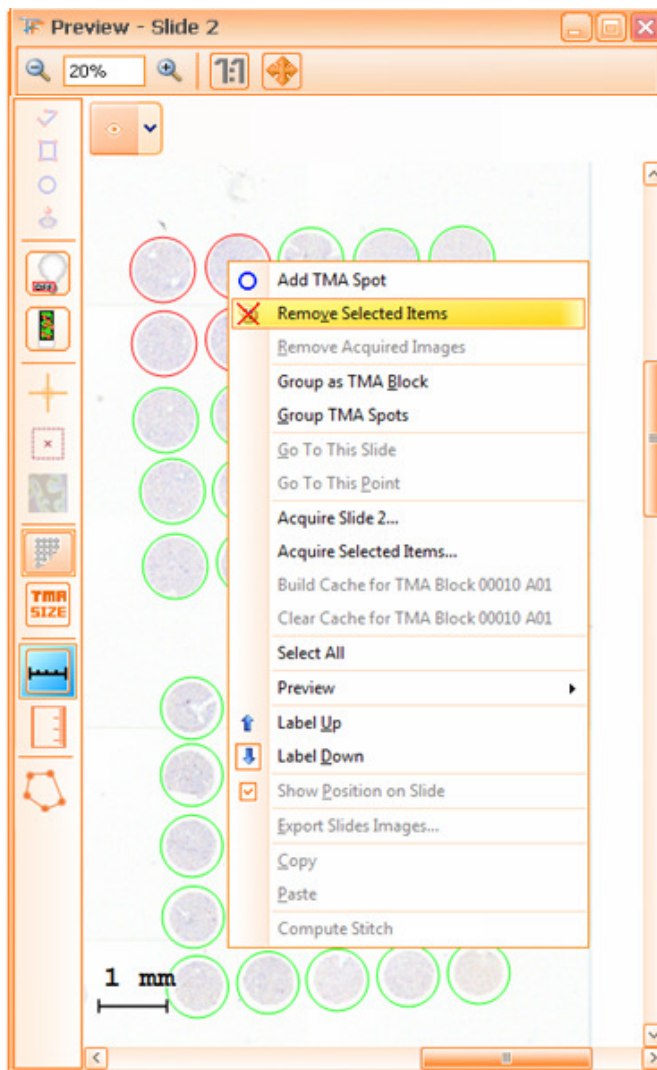 Preview - Slide 2
20%
1:1
Add TMA Spot
Remove Selected Items
Remove Acquired Images
Group as TMA Block
Group TMA Spots
Go To This Slide
Go To This Point
Acquire Slide 2...
Acquire Selected Items...
Build Cache for TMA Block 00010 A01
Clear Cache for TMA Block 00010 A01
TMA
SIZE
Select All
Preview
Label Up
Label Down
Show Position on Slide
Export Slides Images...
Copy
Paste
Compute Stitch
1 mm